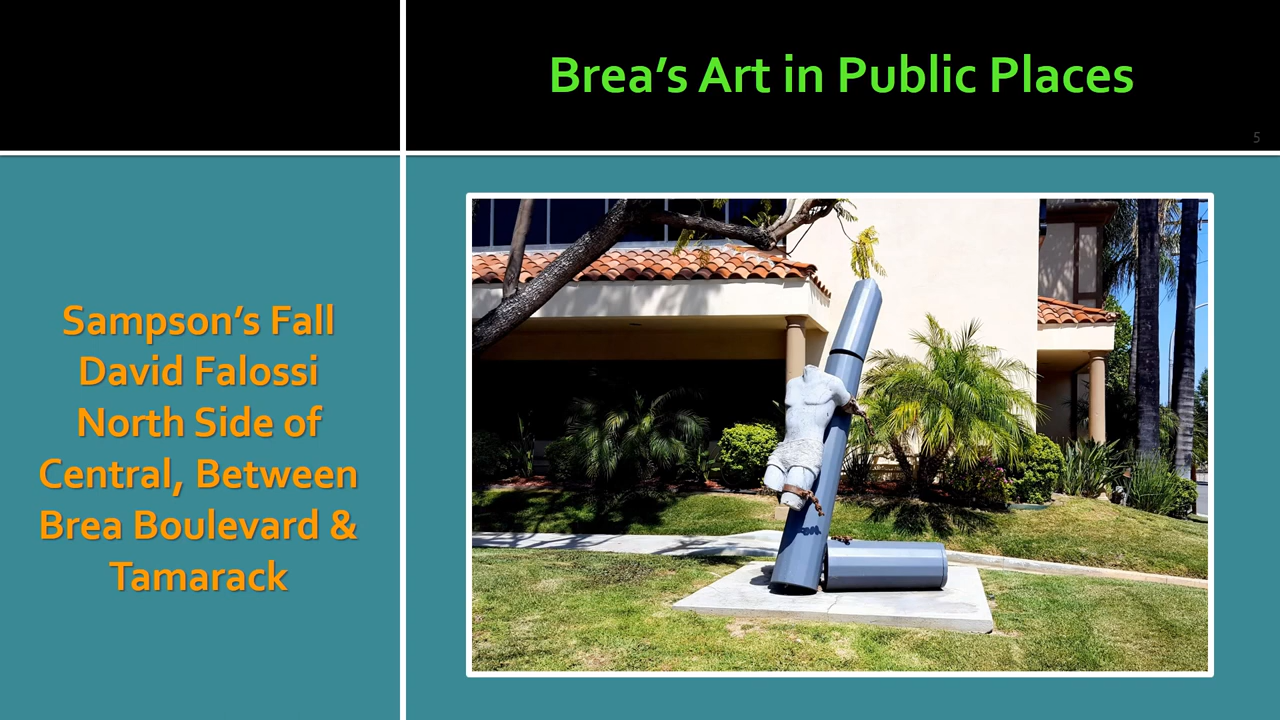 Brea’s Art in Public Places
5
Sampson’s Fall
David Falossi
North Side of
Central, Between
Brea Boulevard &
Tamarack